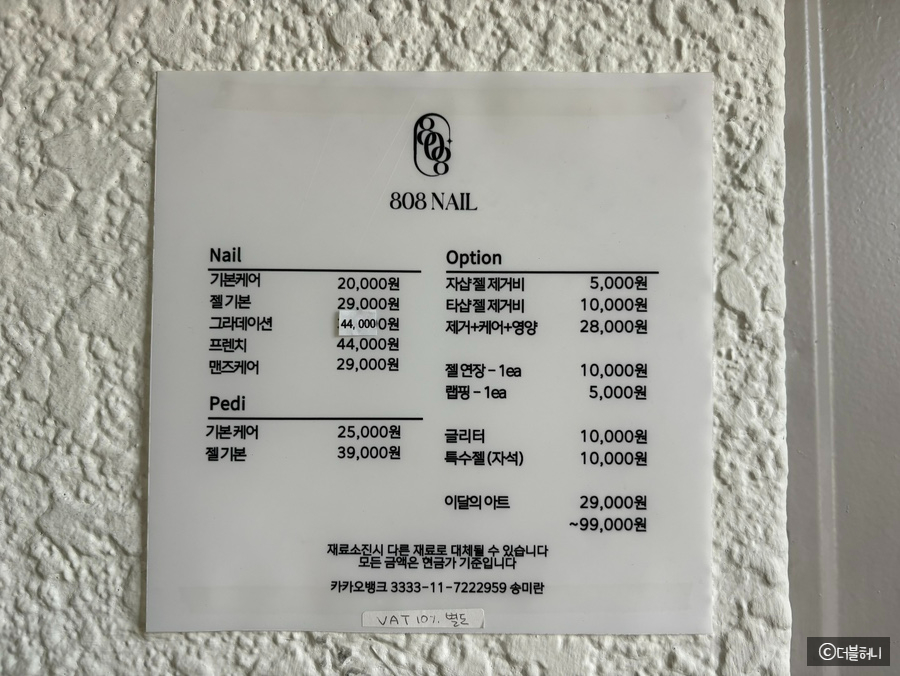 808
808 NAIL
Nail
기본케어 20,000원
젤 기본 29,000원
그라데이션 44,000원
프렌치 44,000원
맨즈케어 29,000원
Pedi
기본 케어 25,000원
젤 기본 39,000원
Option
자샵 젤 제거비 5,000원
타샵 젤 제거비 10,000원
제거+케어+영양 28,000원
젤 연장 - 1ea 10,000원
랩핑 - 1ea 5,000원
글리터 10,000원
특수젤 (자석) 10,000원
이달의 아트 29,000원
~99,000원
재료소진시 다른 재료로 대체될 수 있습니다
모든 금액은 현금가 기준입니다
카카오뱅크 3333-11-7222959 송미란
VAT 10% 별도
ⓒ더블허니